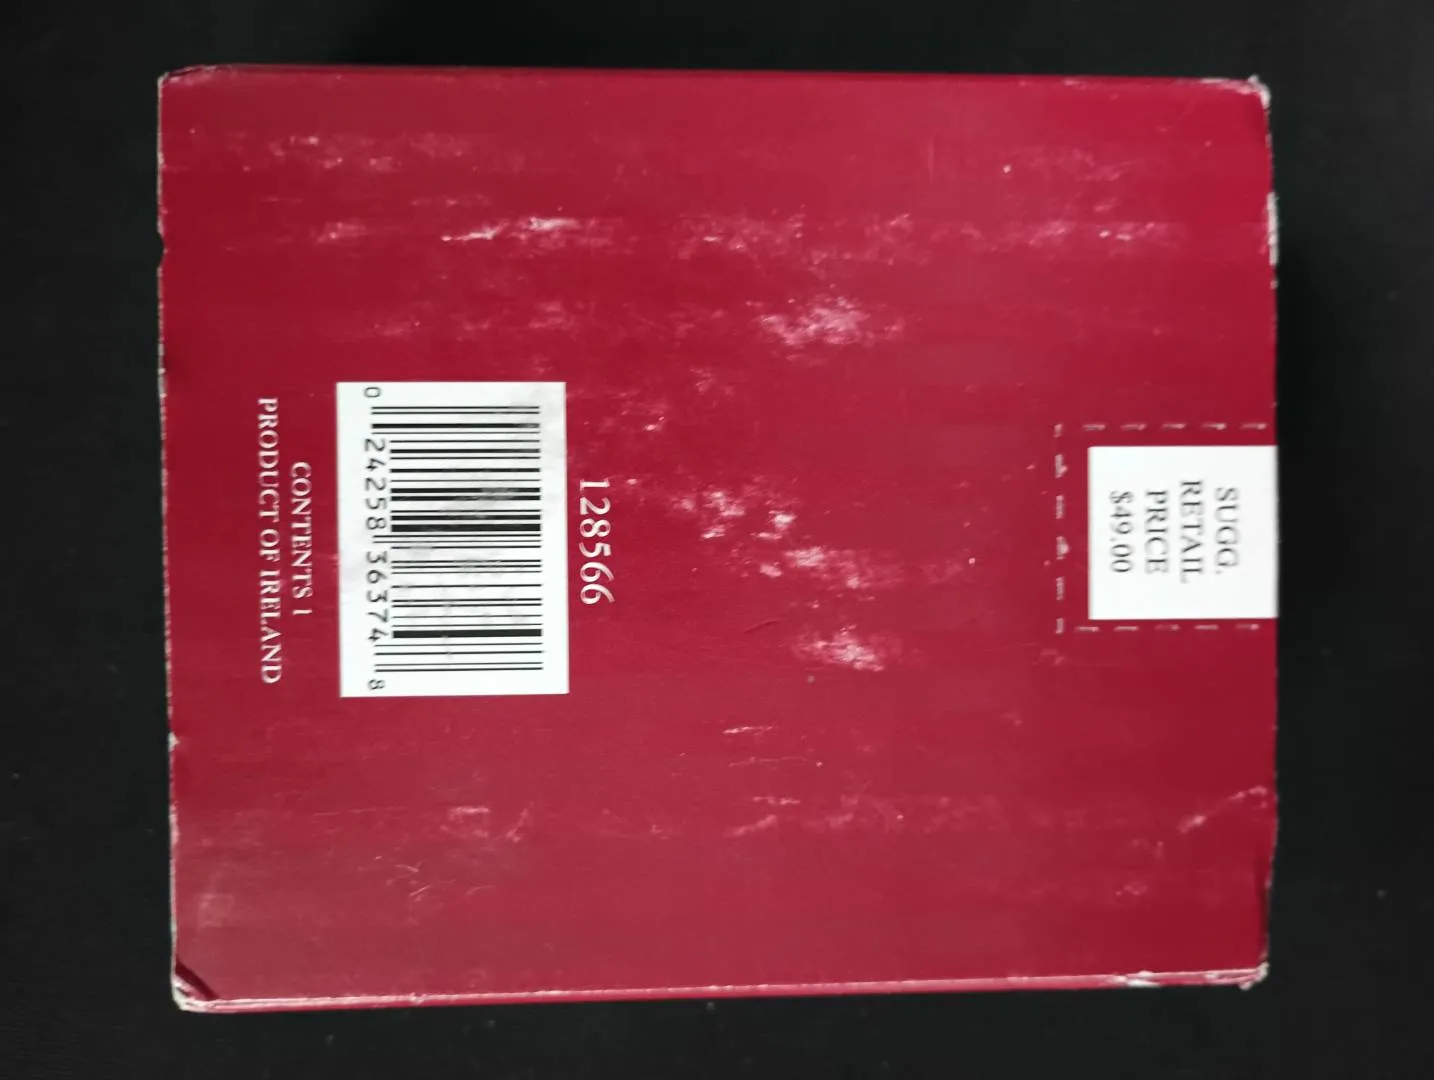 SUGG.
RETAIL
PRICE
$49.00
128566
0 24258 36374 8
CONTENTS 1
PRODUCT OF IRELAND